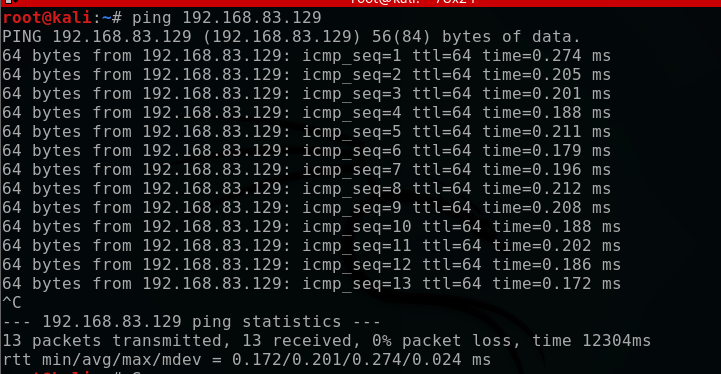 root@kali:~# ping 192.168.83.129
PING 192.168.83.129 (192.168.83.129) 56(84) bytes of data.
64 bytes from 192.168.83.129: icmp_seq=1 ttl=64 time=0.274 ms
64 bytes from 192.168.83.129: icmp_seq=2 ttl=64 time=0.205 ms
64 bytes from 192.168.83.129: icmp_seq=3 ttl=64 time=0.201 ms
64 bytes from 192.168.83.129: icmp_seq=4 ttl=64 time=0.188 ms
64 bytes from 192.168.83.129: icmp_seq=5 ttl=64 time=0.211 ms
64 bytes from 192.168.83.129: icmp_seq=6 ttl=64 time=0.179 ms
64 bytes from 192.168.83.129: icmp_seq=7 ttl=64 time=0.196 ms
64 bytes from 192.168.83.129: icmp_seq=8 ttl=64 time=0.212 ms
64 bytes from 192.168.83.129: icmp_seq=9 ttl=64 time=0.208 ms
64 bytes from 192.168.83.129: icmp_seq=10 ttl=64 time=0.188 ms
64 bytes from 192.168.83.129: icmp_seq=11 ttl=64 time=0.202 ms
64 bytes from 192.168.83.129: icmp_seq=12 ttl=64 time=0.186 ms
64 bytes from 192.168.83.129: icmp_seq=13 ttl=64 time=0.172 ms
^C
--- 192.168.83.129 ping statistics ---
13 packets transmitted, 13 received, 0% packet loss, time 12304ms
rtt min/avg/max/mdev = 0.172/0.201/0.274/0.024 ms